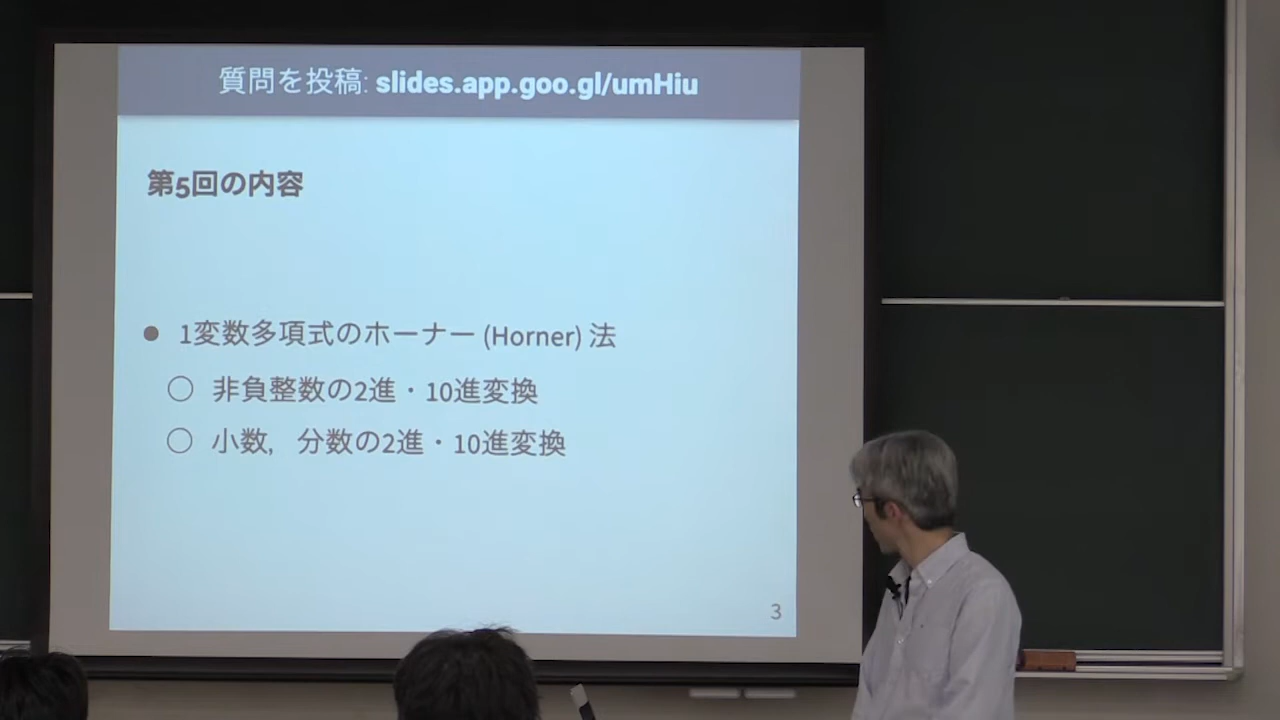 質問を投稿: slides.app.goo.gl/umHiu
第5回の内容
● 1変数多項式のホーナー (Horner) 法
○ 非負整数の2進・10進変換
○ 小数，分数の2進・10進変換
3